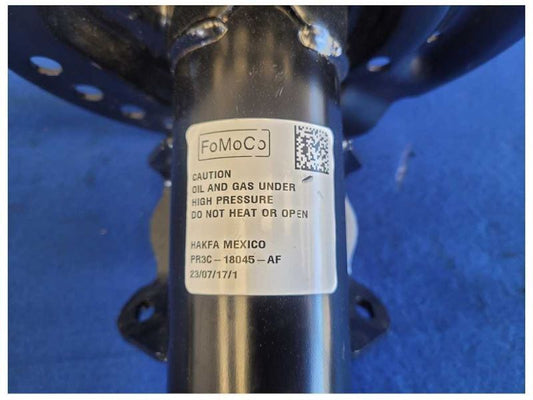 FoMoCo
CAUTION
OIL AND GAS UNDER
HIGH PRESSURE
DO NOT HEAT OR OPEN
HAKFA MEXICO
PR3C-18045-AF
23/07/17/1